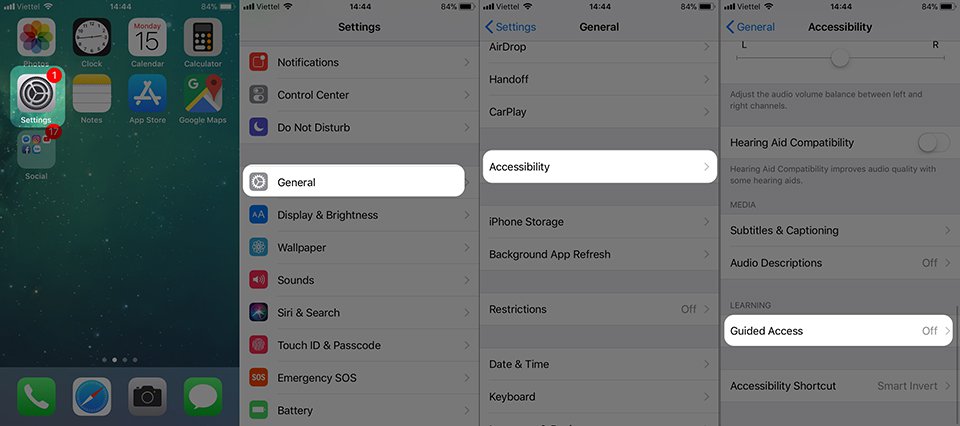 Viettel 14:44 84%
Photos
Clock
Monday
15
Calendar
Calculator
1
Settings
Notes
App Store
Google Maps
17
Social
Viettel 14:44 84%
Settings
Notifications
Control Center
Do Not Disturb
General
Display & Brightness
Wallpaper
Sounds
Siri & Search
Touch ID & Passcode
SOS
Emergency SOS
Battery
Viettel 14:44 84%
Settings
General
AirDrop
Handoff
CarPlay
Accessibility
iPhone Storage
Background App Refresh
Restrictions Off
Date & Time
Keyboard
Viettel 14:44 84%
General
Accessibility
L R
Adjust the audio volume balance between left and
right channels.
Hearing Aid Compatibility
Hearing Aid Compatibility improves audio quality with
some hearing aids.
MEDIA
Subtitles & Captioning
Audio Descriptions Off
LEARNING
Guided Access Off
Accessibility Shortcut Smart Invert